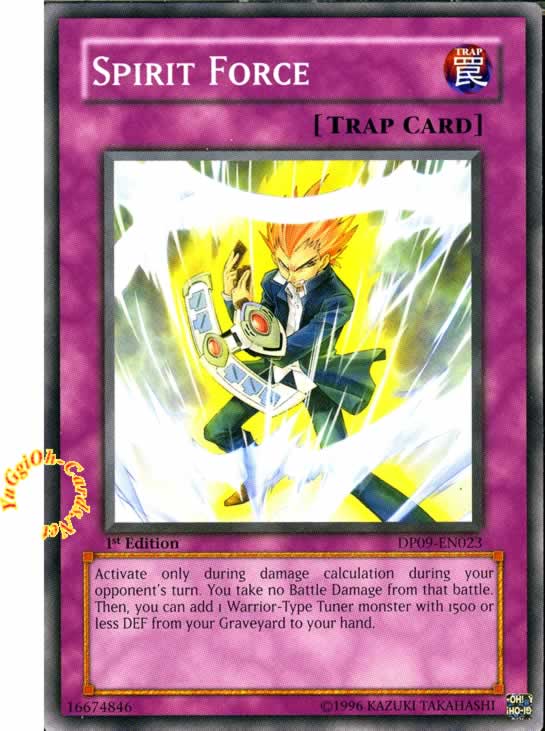 SPIRIT FORCE
TRAP
罠
[TRAP CARD]
YuGgiOh-Cards.Net
1st Edition
DP09-EN023
Activate only during damage calculation during your
opponent's turn. You take no Battle Damage from that battle.
Then, you can add 1 Warrior-Type Tuner monster with 1500 or
less DEF from your Graveyard to your hand.
16674846
©1996 KAZUKI TAKAHASHI